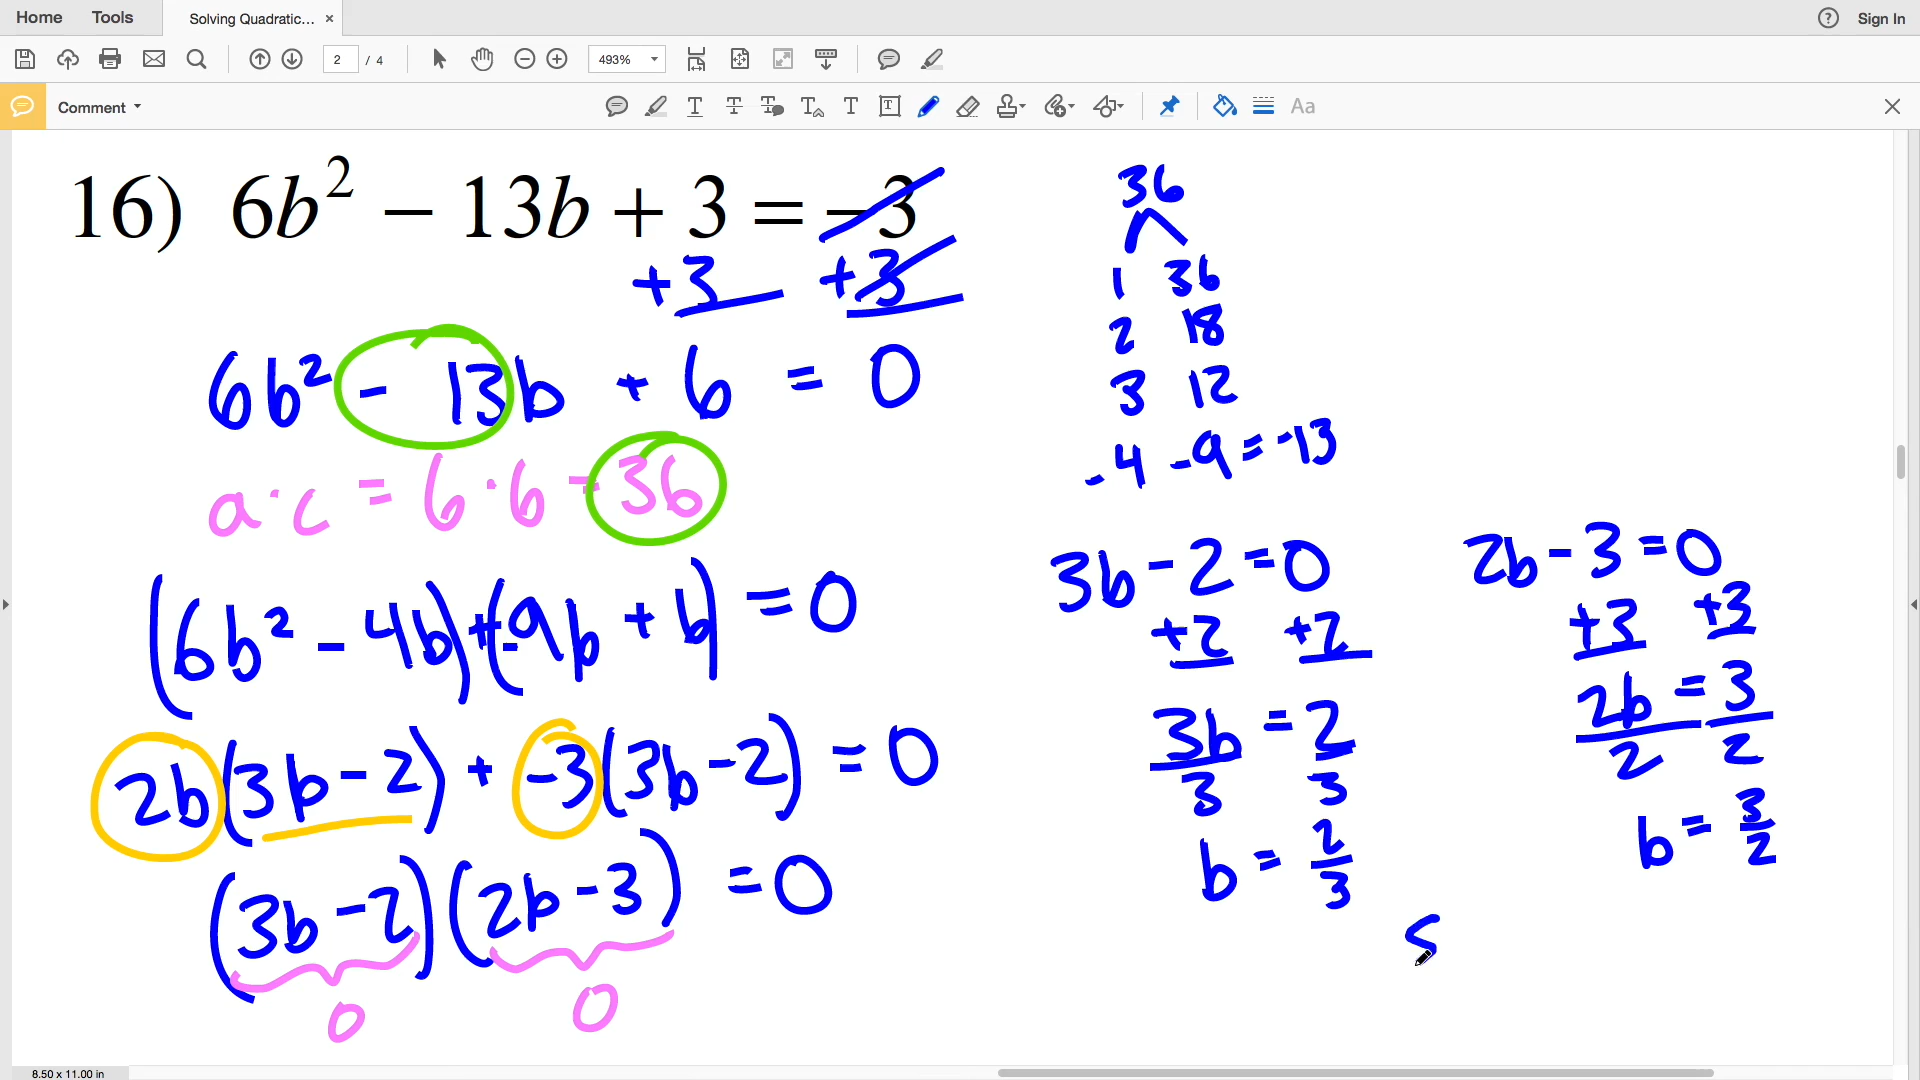 Home Tools Solving Quadratic... × ? Sign In
2 / 4 493%
Comment Aa
16) 6b² − 13b + 3 = −3
+3 +3
6b² - 13b + 6 = 0
a·c = 6·6 = 36
(6b² - 4b) + (-9b + 6) = 0
2b(3b - 2) + -3(3b - 2) = 0
(3b - 2)(2b - 3) = 0
0 0
36
1 36
2 18
3 12
-4 -9 = -13
3b - 2 = 0
+2 +2
3b = 2
3 3
b = 2/3
2b - 3 = 0
+3 +3
2b = 3
2 2
b = 3/2
S
8.50 x 11.00 in